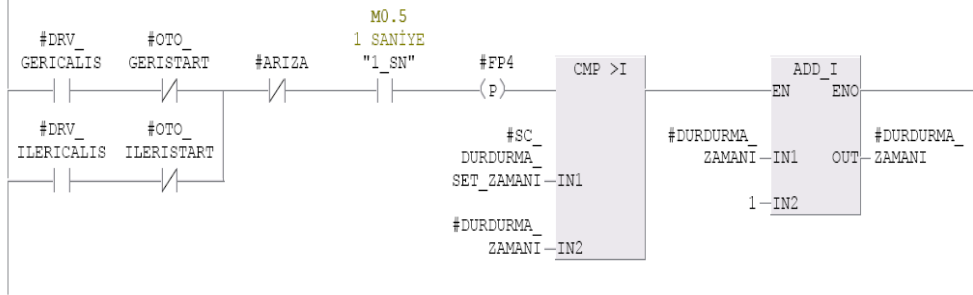 M0.5
#DRV_ #OTO_ 1 SANİYE
GERICALIS GERISTART #ARIZA "1_SN" #FP4 CMP >I ADD_I
P EN ENO
#DRV_ #OTO_ #SC_ #DURDURMA_ #DURDURMA_
ILERICALIS ILERISTART DURDURMA_ ZAMANI IN1 OUT ZAMANI
SET_ZAMANI IN1
1 IN2
#DURDURMA_
ZAMANI IN2